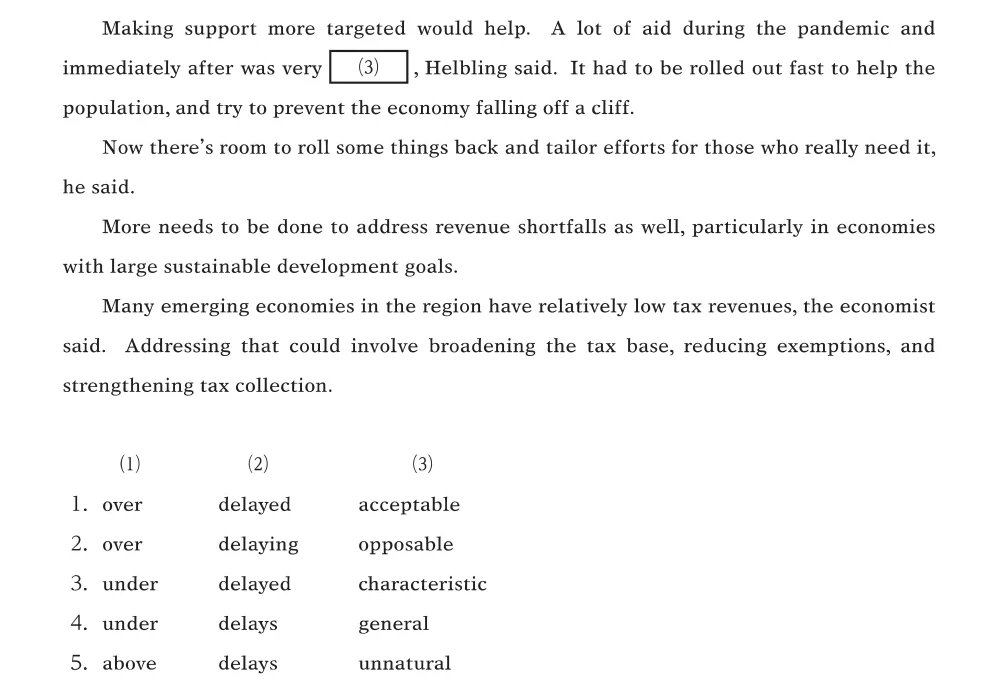 Making support more targeted would help. A lot of aid during the pandemic and
immediately after was very (3) , Helbling said. It had to be rolled out fast to help the
population, and try to prevent the economy falling off a cliff.
Now there’s room to roll some things back and tailor efforts for those who really need it,
he said.
More needs to be done to address revenue shortfalls as well, particularly in economies
with large sustainable development goals.
Many emerging economies in the region have relatively low tax revenues, the economist
said. Addressing that could involve broadening the tax base, reducing exemptions, and
strengthening tax collection.
(1) (2) (3)
1. over delayed acceptable
2. over delaying opposable
3. under delayed characteristic
4. under delays general
5. above delays unnatural